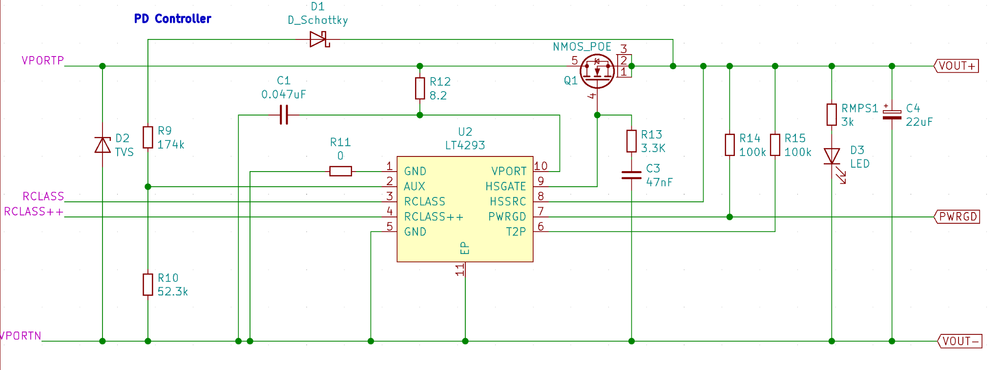 D1
D_Schottky
PD Controller
NMOS_POE
3
VPORTP
5
2
VOUT+
1
C1
0.047uF
R12
8.2
Q1
4
RMPS1
3k
+
C4
22uF
D2
TVS
R9
174k
U2
LT4293
R13
3.3K
R14
100k
R15
100k
R11
0
D3
LED
1
GND
VPORT
10
C3
47nF
2
AUX
HSGATE
9
RCLASS
3
RCLASS
HSSRC
8
RCLASS++
4
RCLASS++
PWRGD
7
PWRGD
5
GND
T2P
6
EP
11
R10
52.3k
VPORTN
VOUT-